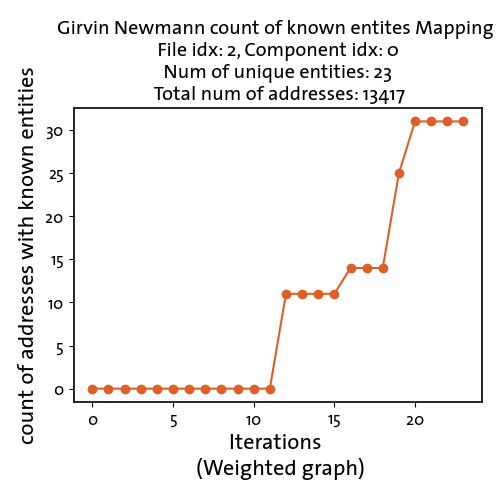 Girvin Newmann count of known entites Mapping
File idx: 2, Component idx: 0
Num of unique entities: 23
Total num of addresses: 13417
count of addresses with known entities
30
25
20
15
10
5
0
0 5 10 15 20
Iterations
(Weighted graph)